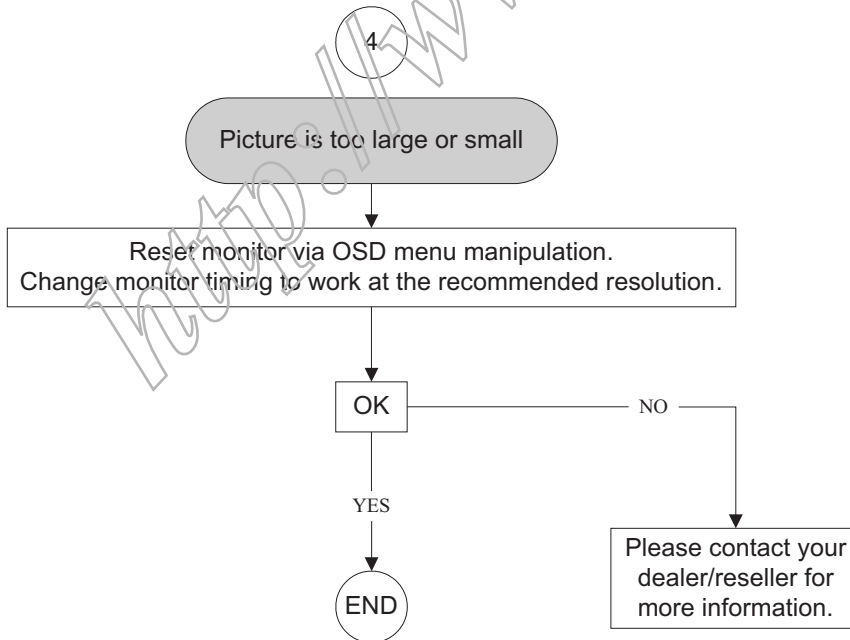 4
Picture is too large or small
Reset monitor via OSD menu manipulation.
Change monitor timing to work at the recommended resolution.
OK
NO
YES
Please contact your
dealer/reseller for
more information.
END
http://w